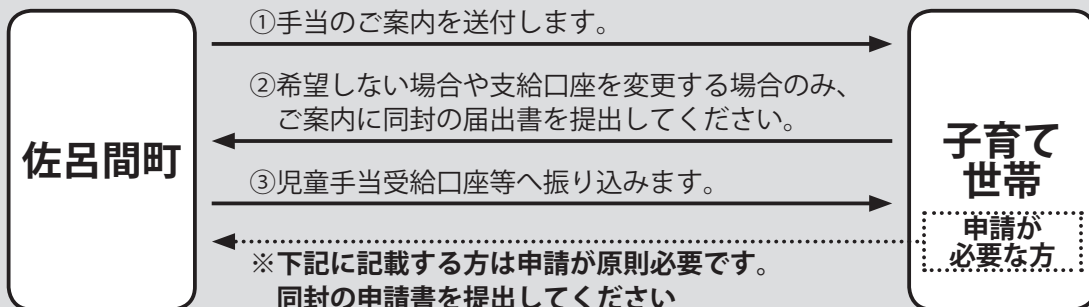 佐呂間町
①手当のご案内を送付します。
②希望しない場合や支給口座を変更する場合のみ、
ご案内に同封の届出書を提出してください。
③児童手当受給口座等へ振り込みます。
※下記に記載する方は申請が原則必要です。
同封の申請書を提出してください
子育て
世帯
申請が
必要な方